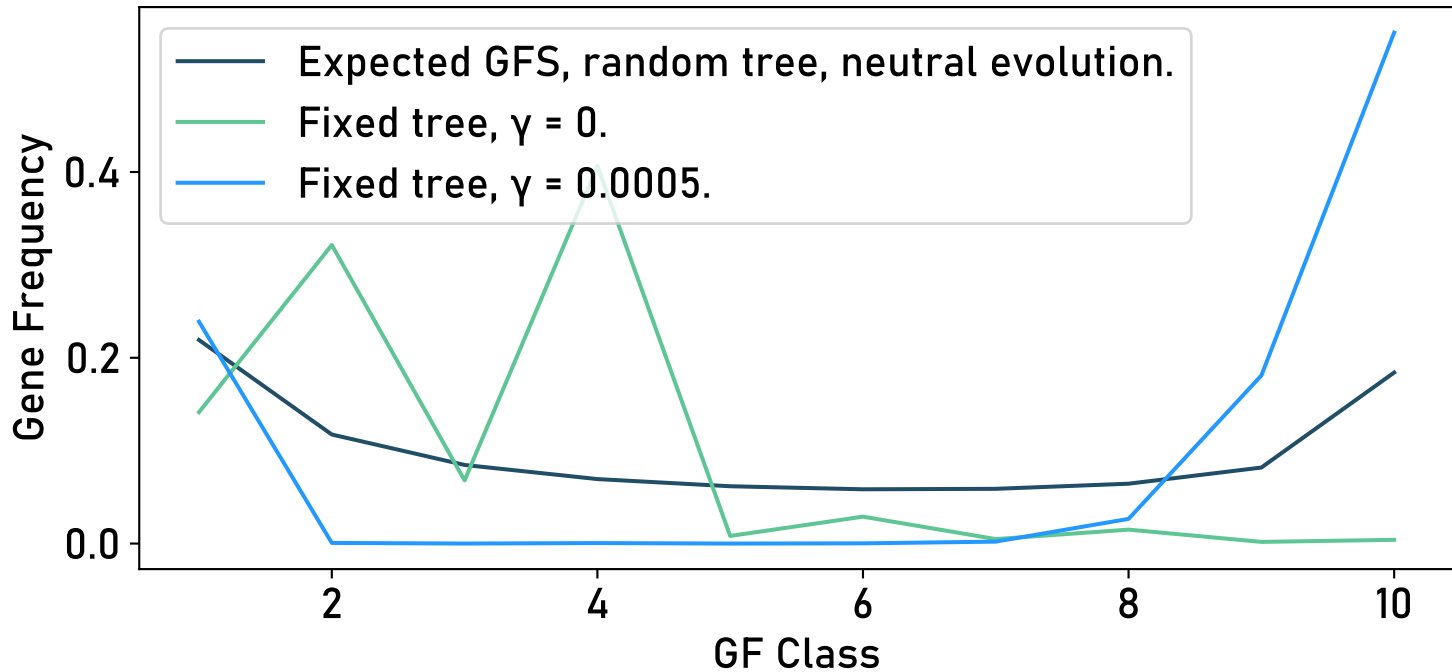 Expected GFS, random tree, neutral evolution.
Fixed tree, γ = 0.
Fixed tree, γ = 0.0005.
Gene Frequency
0.4
0.2
0.0
2 4 6 8 10
GF Class